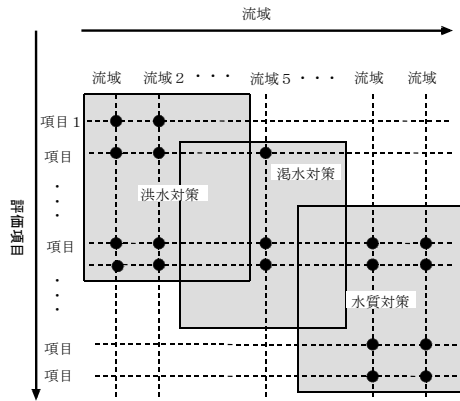 流域
流域 流域２・・・ 流域５・・・ 流域 流域
項目１
項目
・
・
・
項目
・
・
・
項目
項目
評価項目
洪水対策
渇水対策
水質対策